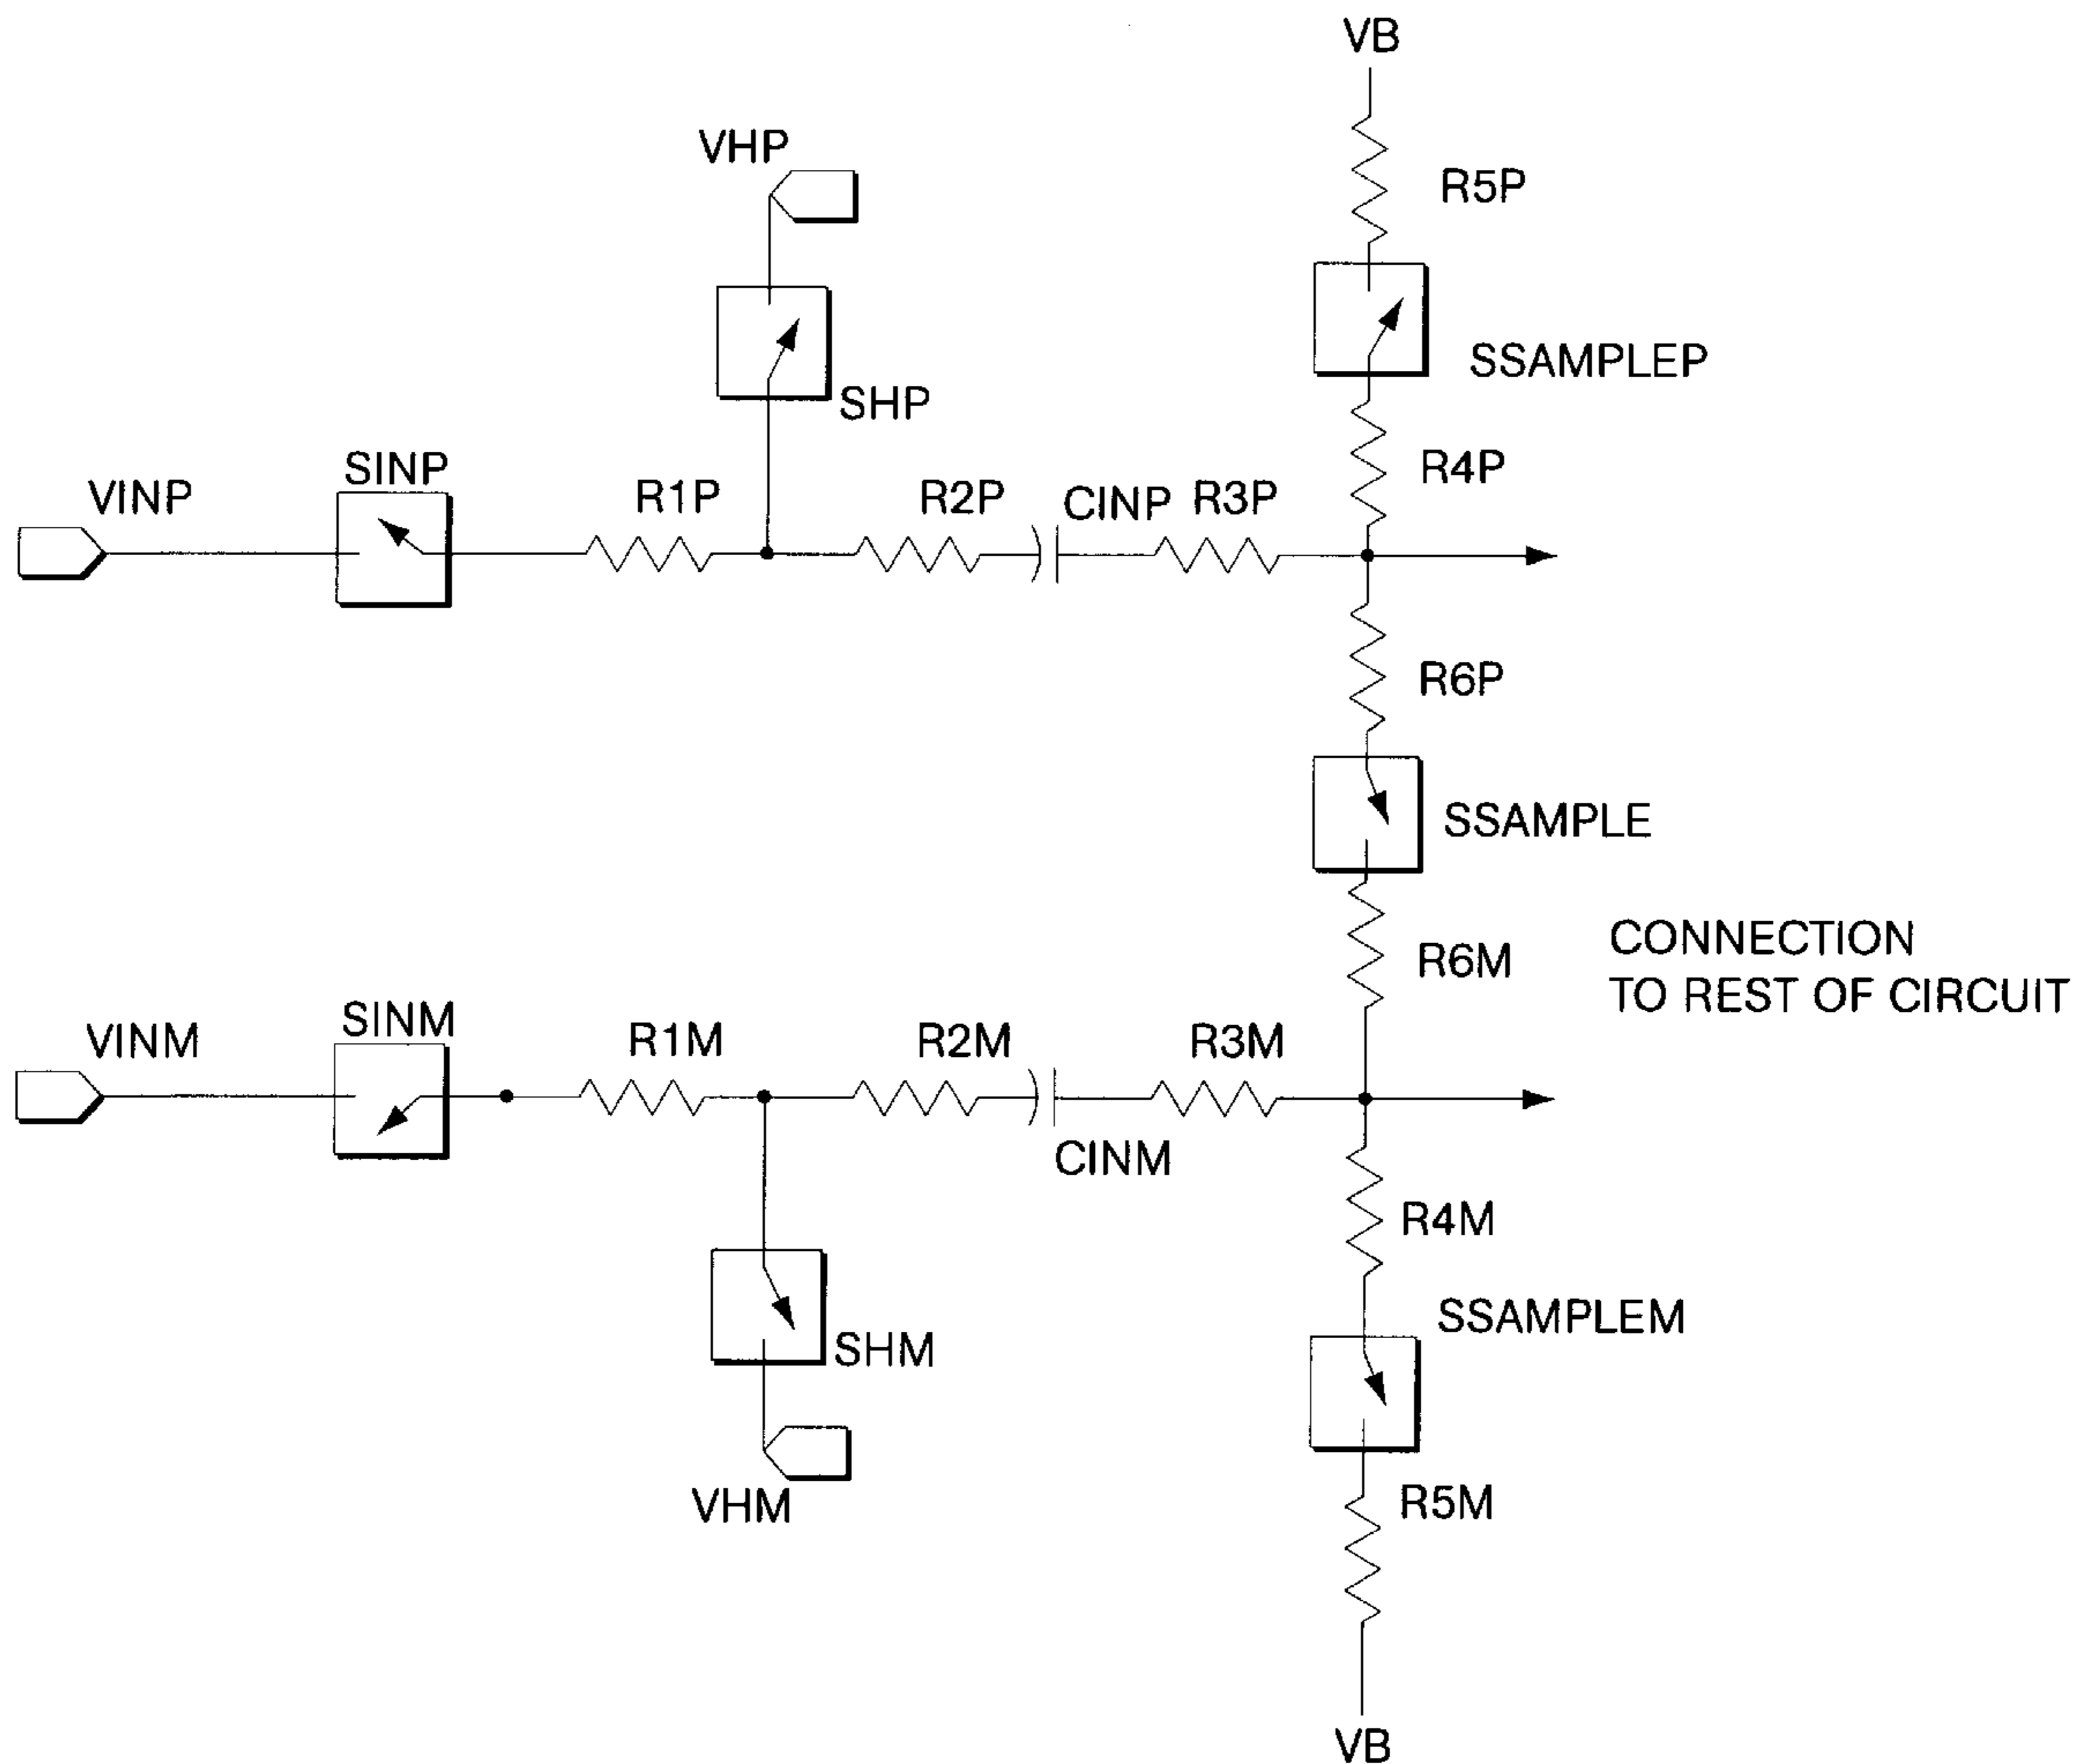 VB
VHP
R5P
SSAMPLEP
SHP
SINP
R4P
VINP
R1P
R2P
CINP
R3P
R6P
SSAMPLE
CONNECTION
TO REST OF CIRCUIT
R6M
SINM
VINM
R1M
R2M
R3M
CINM
R4M
SSAMPLEM
SHM
R5M
VHM
VB